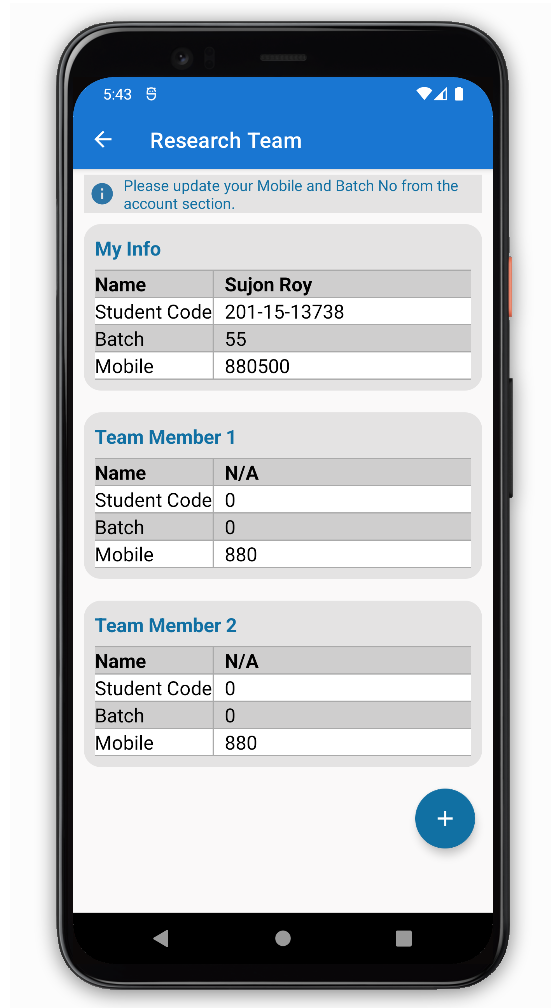 5:43
Research Team
Please update your Mobile and Batch No from the
account section.
My Info
Name Sujon Roy
Student Code 201-15-13738
Batch 55
Mobile 880500
Team Member 1
Name N/A
Student Code 0
Batch 0
Mobile 880
Team Member 2
Name N/A
Student Code 0
Batch 0
Mobile 880
+